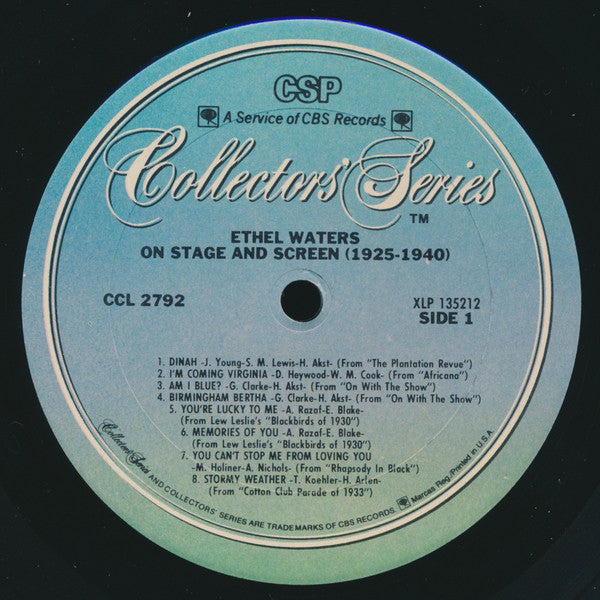 CSP
A Service of CBS Records
Collectors' Series
TM
ETHEL WATERS
ON STAGE AND SCREEN (1925-1940)
CCL 2792
XLP 135212
SIDE 1
1. DINAH -J. Young-S. M. Lewis-H. Akst- (From "The Plantation Revue")
2. I'M COMING VIRGINIA -D. Heywood-W. M. Cook- (From "Africana")
3. AM I BLUE? -G. Clarke-H. Akst- (From "On With The Show")
4. BIRMINGHAM BERTHA -G. Clarke-H. Akst- (From "On With The Show")
5. YOU'RE LUCKY TO ME -A. Razaf-E. Blake-
(From Lew Leslie's "Blackbirds of 1930")
6. MEMORIES OF YOU -A. Razaf-E. Blake-
(From Lew Leslie's "Blackbirds of 1930")
7. YOU CAN'T STOP ME FROM LOVING YOU
-M. Holiner-A. Nichols- (From "Rhapsody In Black")
8. STORMY WEATHER -T. Koehler-H. Arlen-
(From "Cotton Club Parade of 1933")
Collectors' Series AND COLLECTORS' SERIES ARE TRADEMARKS OF CBS RECORDS. Marcas Reg./Printed in U.S.A.